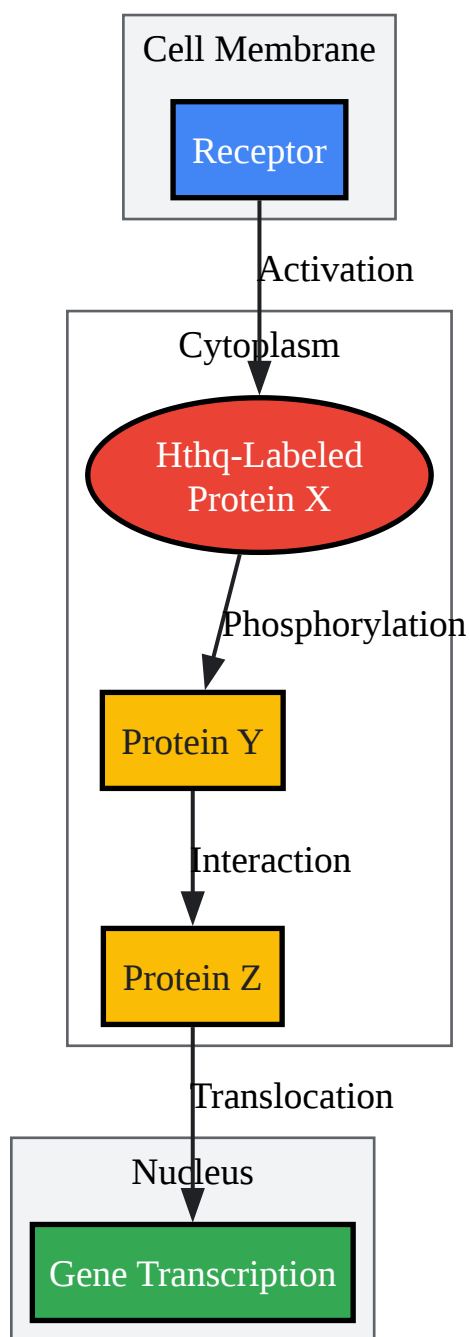 Cell Membrane
Receptor
Activation
Cytoplasm
Hthq-Labeled
Protein X
Phosphorylation
Protein Y
Interaction
Protein Z
Translocation
Nucleus
Gene Transcription